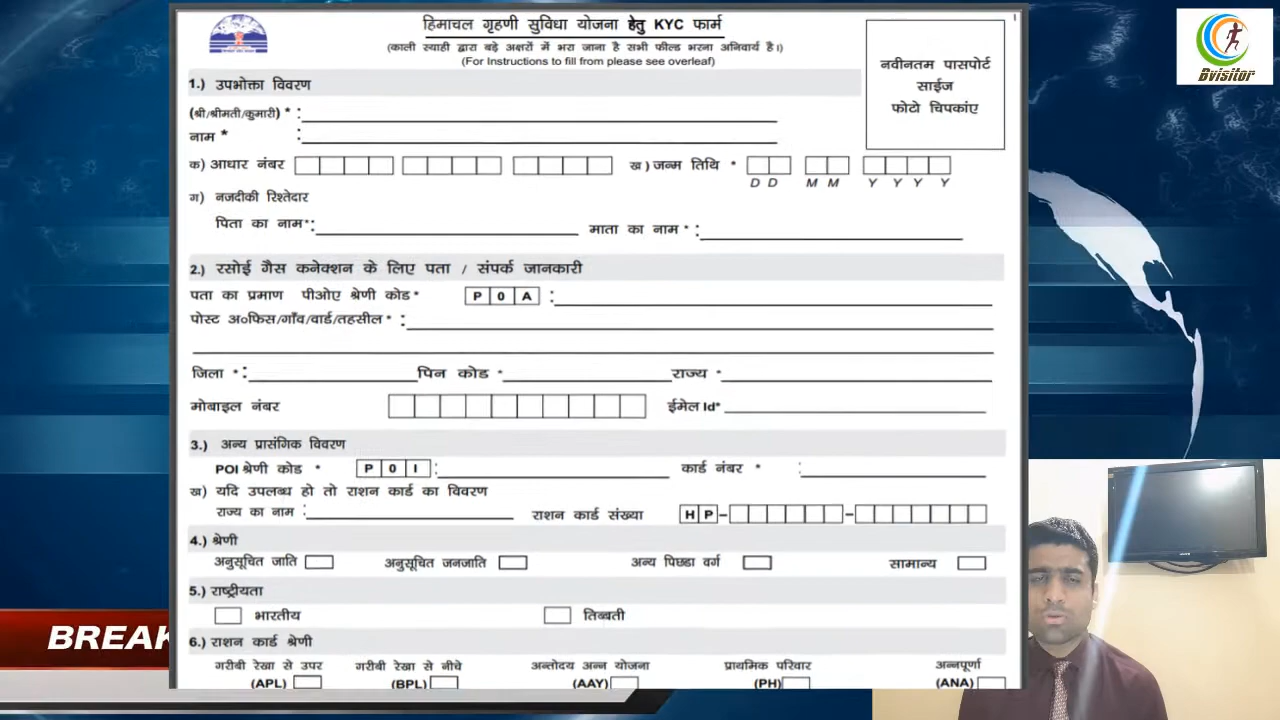 हिमाचल गृहणी सुविधा योजना हेतु KYC फार्म
(काली स्याही द्वारा बड़े अक्षरों में भरा जाना है सभी फील्ड भरना अनिवार्य है।)
(For Instructions to fill from please see overleaf)
नवीनतम पासपोर्ट
साईज
फोटो चिपकांए
Bvisitor
1.) उपभोक्ता विवरण
(श्री/श्रीमती/कुमारी) * :
नाम * :
क) आधार नंबर ख) जन्म तिथि *
D D M M Y Y Y Y
ग) नजदीकी रिश्तेदार
पिता का नाम*: माता का नाम * :
2.) रसोई गैस कनेक्शन के लिए पता / संपर्क जानकारी
पता का प्रमाण पीओए श्रेणी कोड* P O A :
पोस्ट अ०फिस/गाँव/वार्ड/तहसील * :
जिला * : पिन कोड * राज्य *
मोबाइल नंबर ईमेल Id*
3.) अन्य प्रासंगिक विवरण
POI श्रेणी कोड * P O I : कार्ड नंबर * :
ख) यदि उपलब्ध हो तो राशन कार्ड का विवरण
राज्य का नाम : राशन कार्ड संख्या H P – –
4.) श्रेणी
अनुसूचित जाति अनुसूचित जनजाति अन्य पिछडा वर्ग सामान्य
5.) राष्ट्रीयता
भारतीय तिब्बती
6.) राशन कार्ड श्रेणी
गरीबी रेखा से उपर गरीबी रेखा से नीचे अन्तोदय अन्न योजना प्राथमिक परिवार अन्नपूर्णा
(APL) (BPL) (AAY) (PH) (ANA)
BREAK